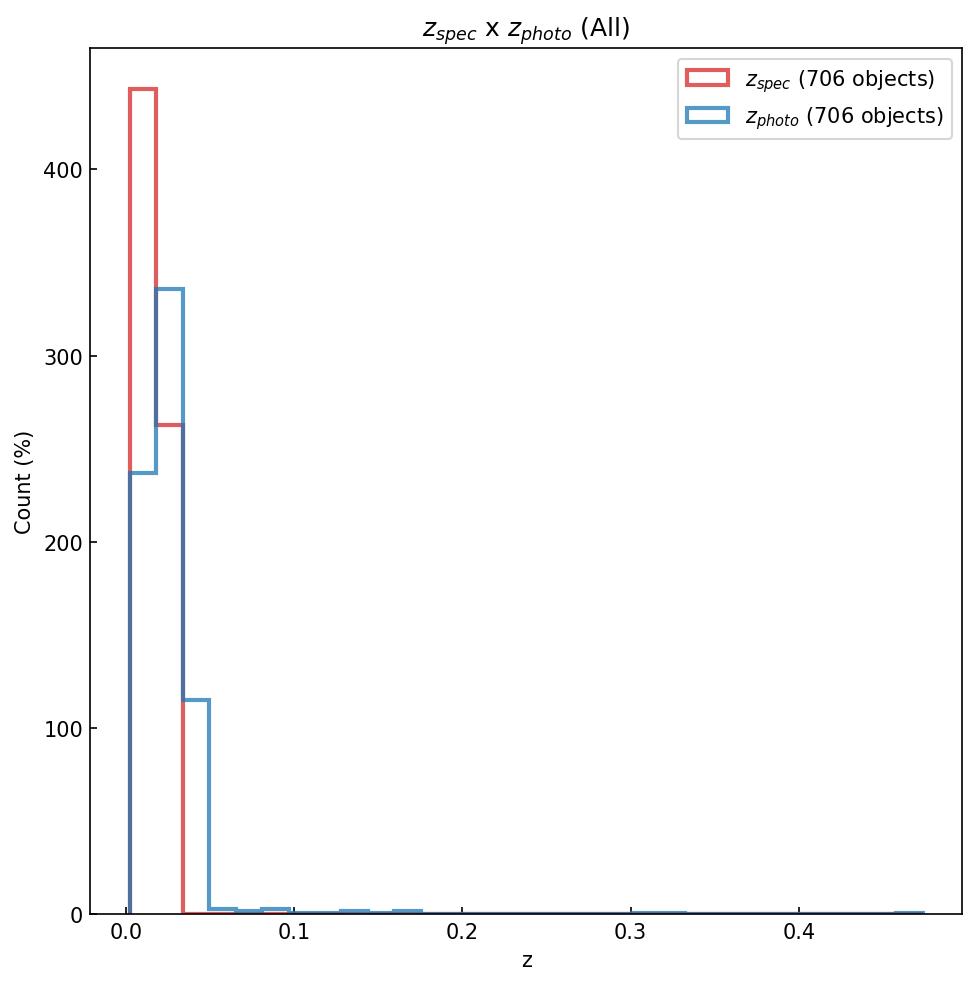 z_spec x z_photo (All)
z_spec (706 objects)
z_photo (706 objects)
Count (%)
400
300
200
100
0
0.0 0.1 0.2 0.3 0.4
z